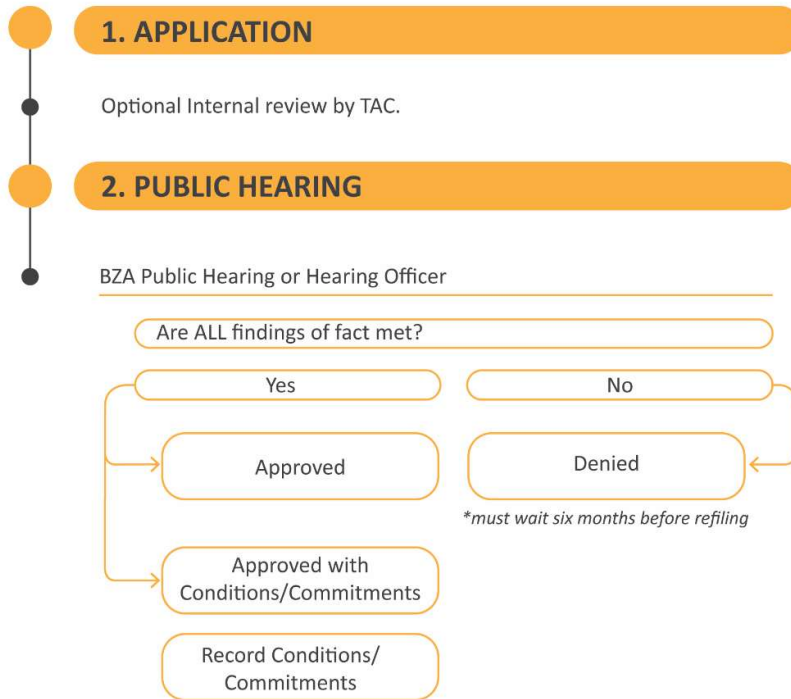 1. APPLICATION
Optional Internal review by TAC.
2. PUBLIC HEARING
BZA Public Hearing or Hearing Officer
Are ALL findings of fact met?
Yes
No
Approved
Denied
*must wait six months before refiling
Approved with
Conditions/Commitments
Record Conditions/
Commitments